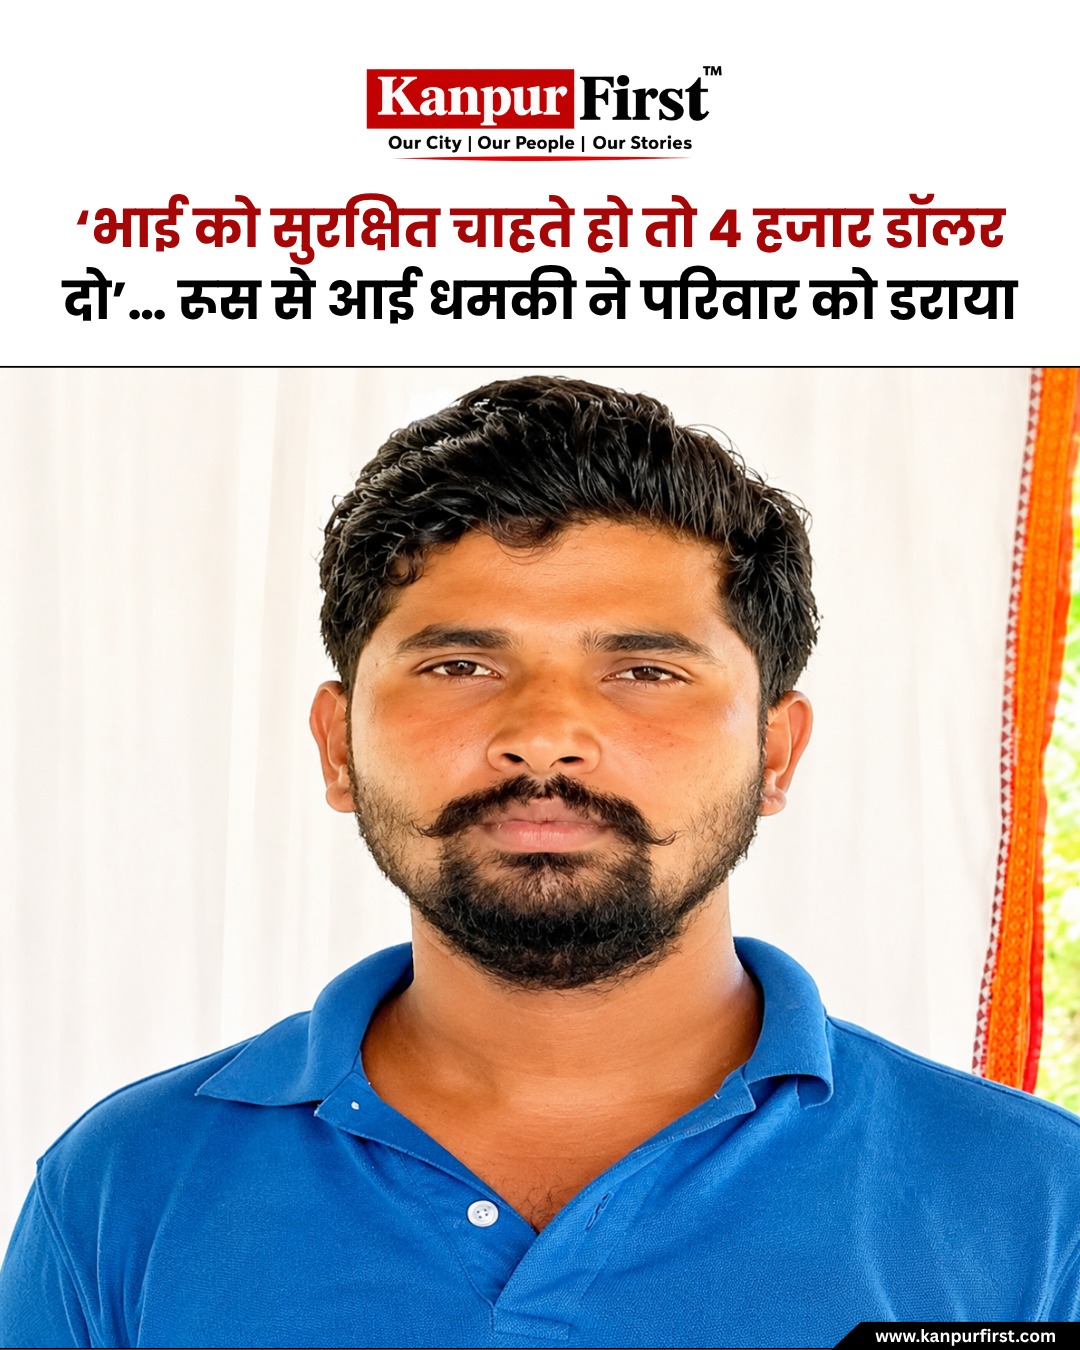 Kanpur First™
Our City | Our People | Our Stories
‘भाई को सुरक्षित चाहते हो तो 4 हजार डॉलर
दो’... रूस से आई धमकी ने परिवार को डराया
www.kanpurfirst.com